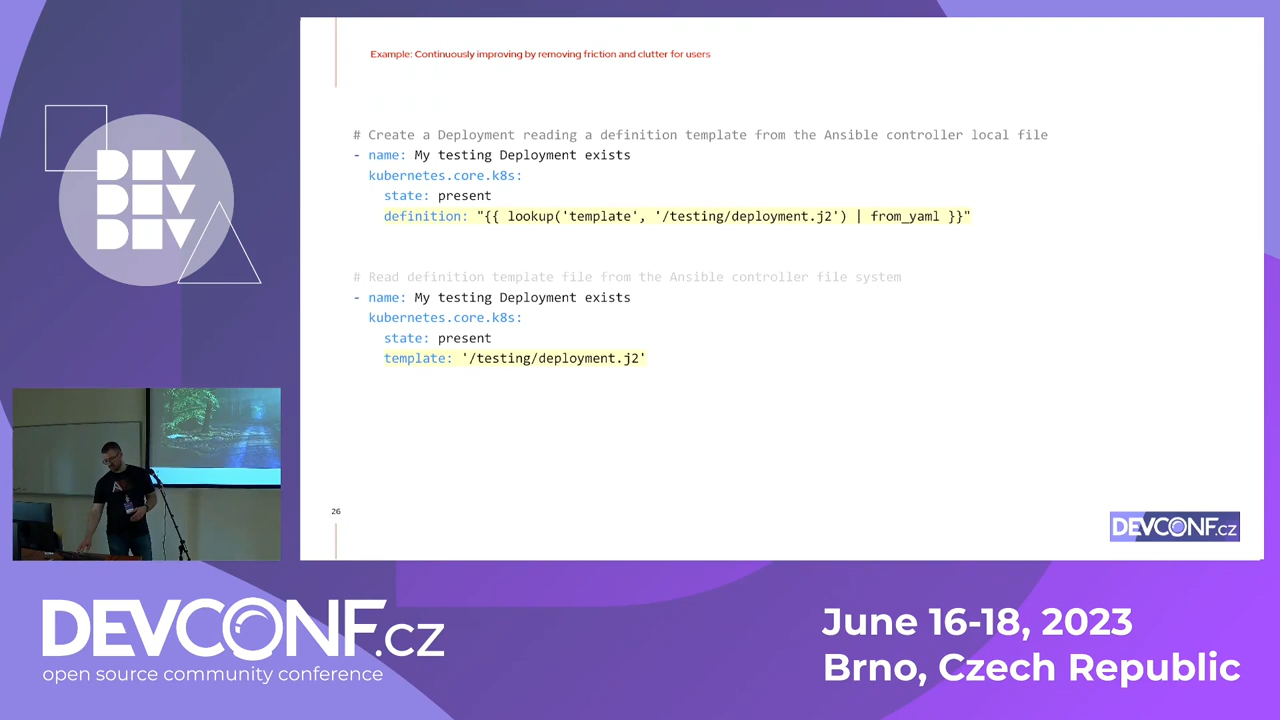 Example: Continuously improving by removing friction and clutter for users
# Create a Deployment reading a definition template from the Ansible controller local file
- name: My testing Deployment exists
kubernetes.core.k8s:
state: present
definition: "{{ lookup('template', '/testing/deployment.j2') | from_yaml }}"
# Read definition template file from the Ansible controller file system
- name: My testing Deployment exists
kubernetes.core.k8s:
state: present
template: '/testing/deployment.j2'
26
DEVCONF.cz
DEV
DEV
DEV
DEVCONF.cz
open source community conference
June 16-18, 2023
Brno, Czech Republic